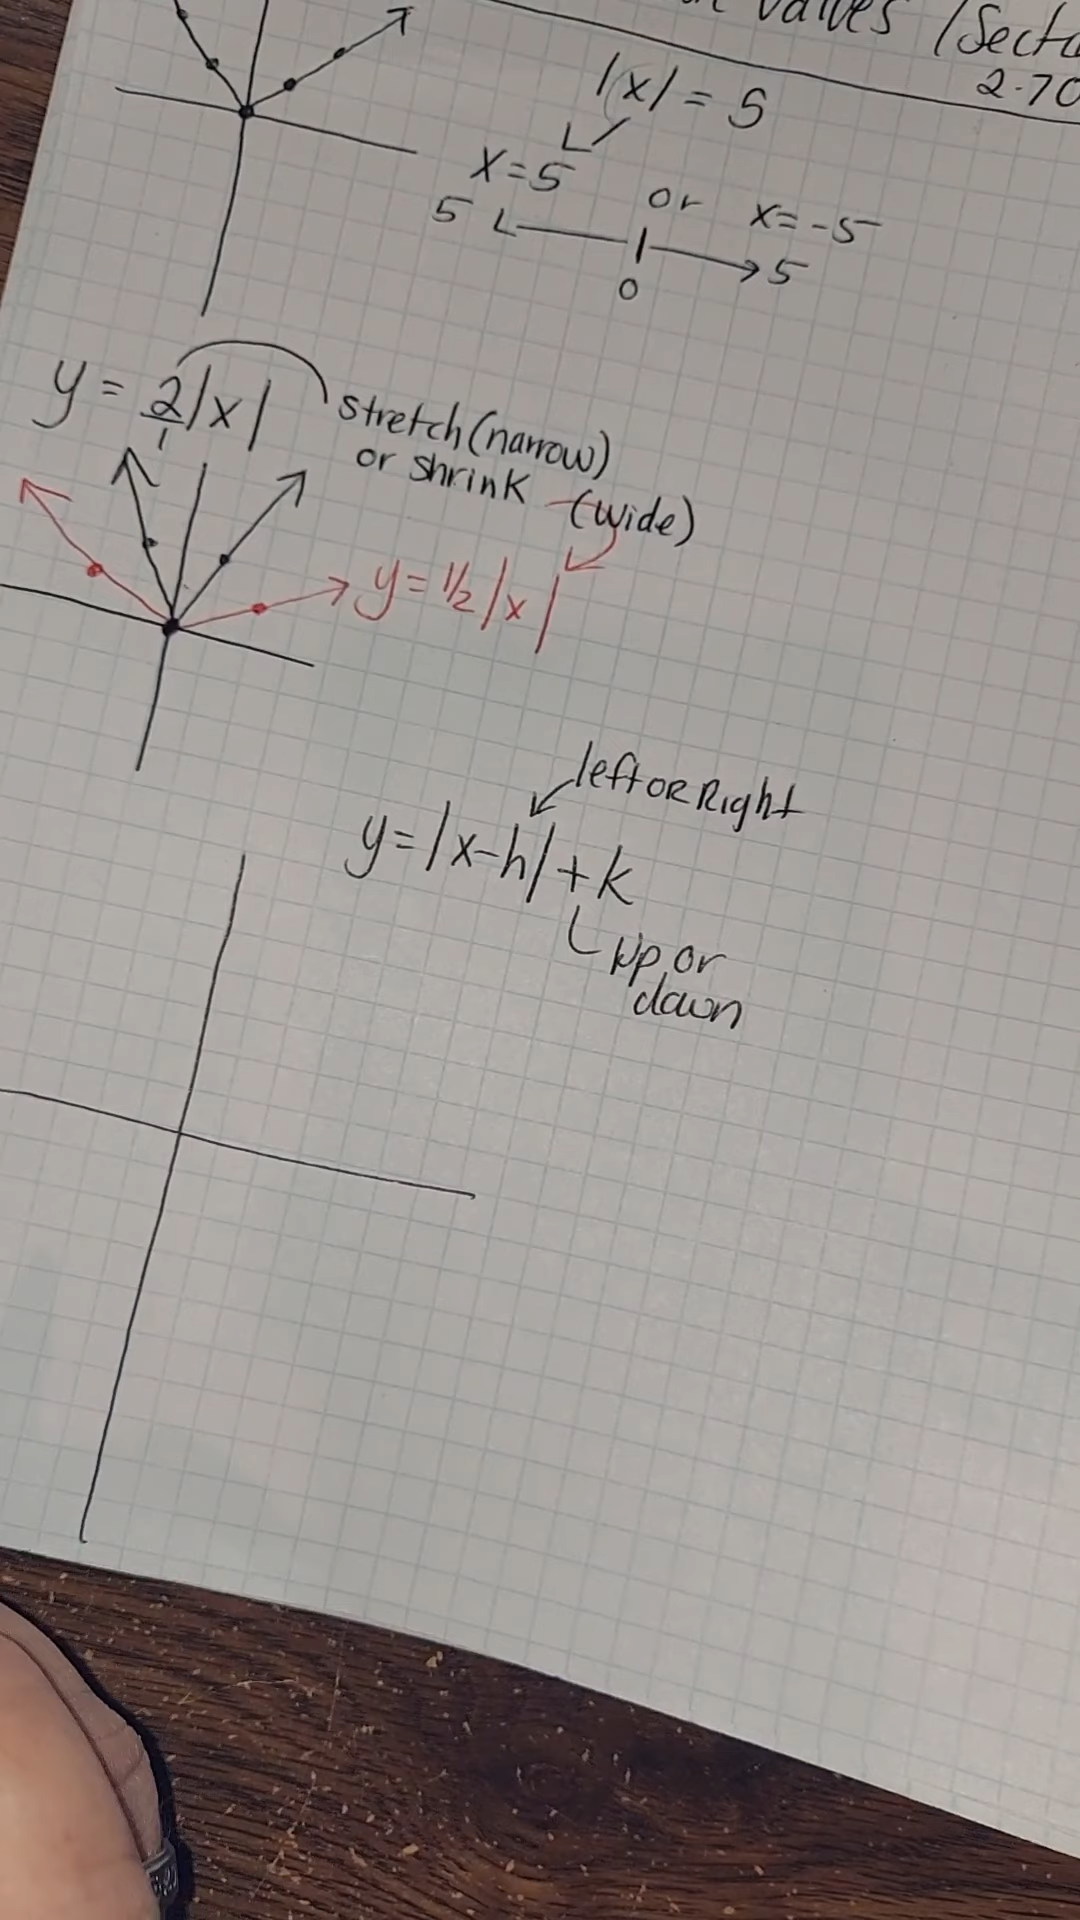 Values (Sect
2.70
|x| = 5
x=5 or x=-5
5 0 5
y = 2/1|x| stretch (narrow)
or shrink (wide)
y = 1/2|x|
left or Right
y=|x-h|+k
up or
down